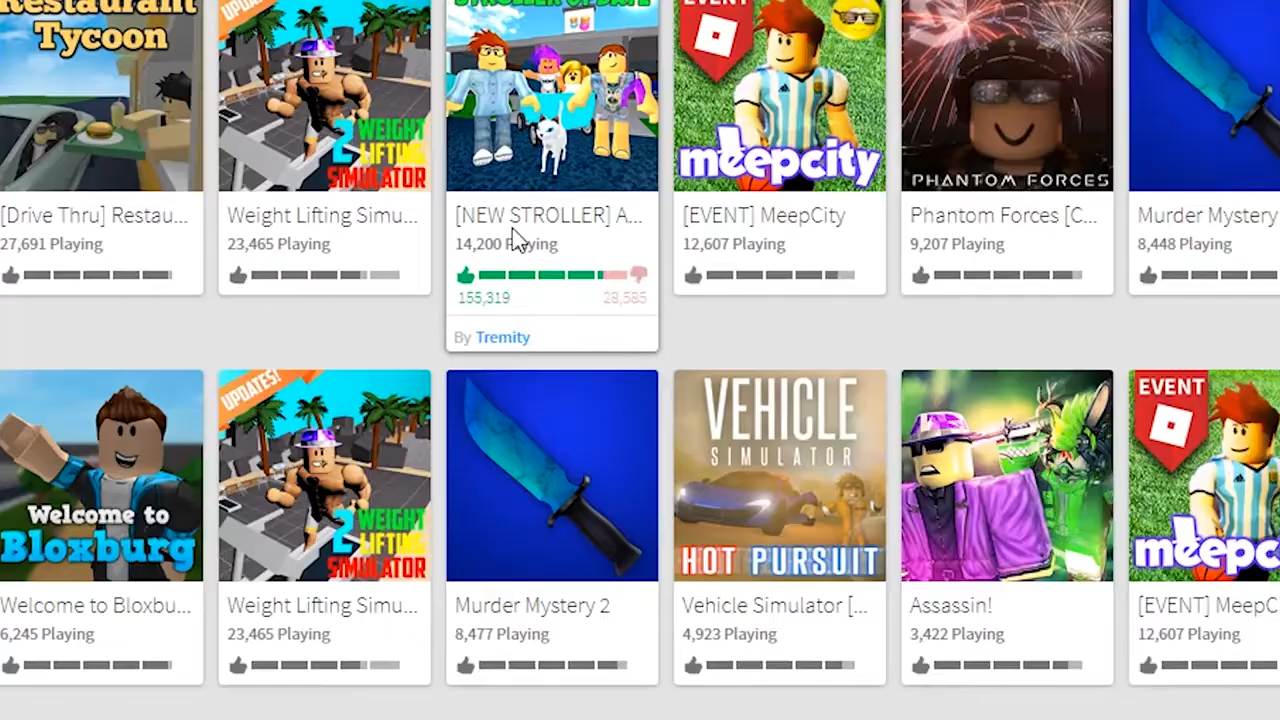 Restaurant
Tycoon
[Drive Thru] Restau...
27,691 Playing
UPDATES!
2 WEIGHT
LIFTING
SIMULATOR
Weight Lifting Simu...
23,465 Playing
STROLLER UPDATE
[NEW STROLLER] A...
14,200 Playing
155,319
28,585
By Tremity
EVENT
meepcity
[EVENT] MeepCity
12,607 Playing
PHANTOM FORCES
Phantom Forces [C...
9,207 Playing
Murder Mystery
8,448 Playing
Welcome to
Bloxburg
Welcome to Bloxbu...
6,245 Playing
UPDATES!
2 WEIGHT
LIFTING
SIMULATOR
Weight Lifting Simu...
23,465 Playing
Murder Mystery 2
8,477 Playing
VEHICLE
SIMULATOR
HOT PURSUIT
Vehicle Simulator [...
4,923 Playing
Assassin!
3,422 Playing
EVENT
meepc
[EVENT] MeepC
12,607 Playing